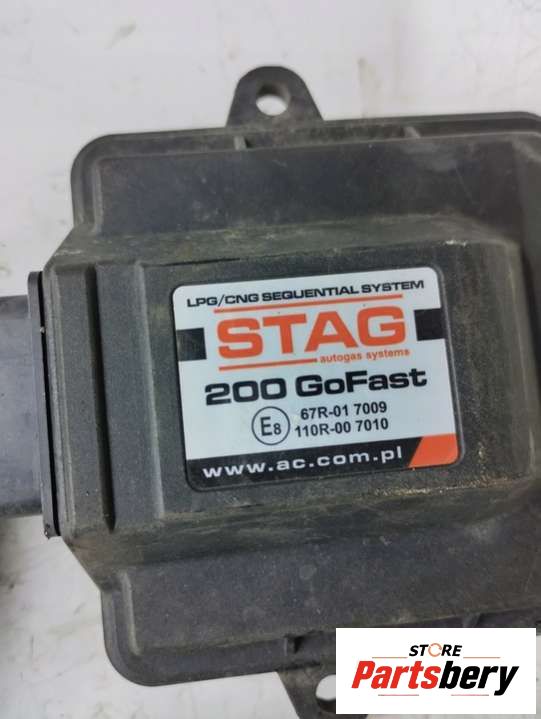 LPG/CNG SEQUENTIAL SYSTEM
STAG
autogas systems
200 GoFast
E8
67R-01 7009
110R-00 7010
www.ac.com.pl
STORE
Partsbery